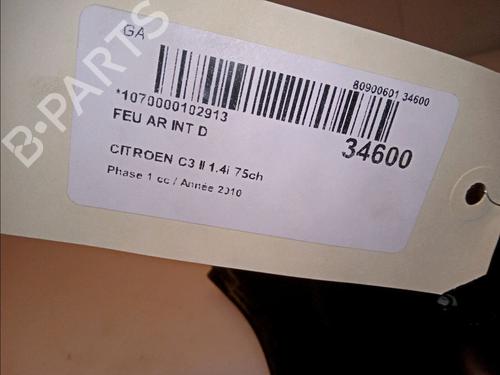 GA
80900601 34600
*1070000102913
FEU AR INT D
34600
CITROEN C3 II 1.4i 75ch
Phase 1 cc / Année 2010
B-PARTS